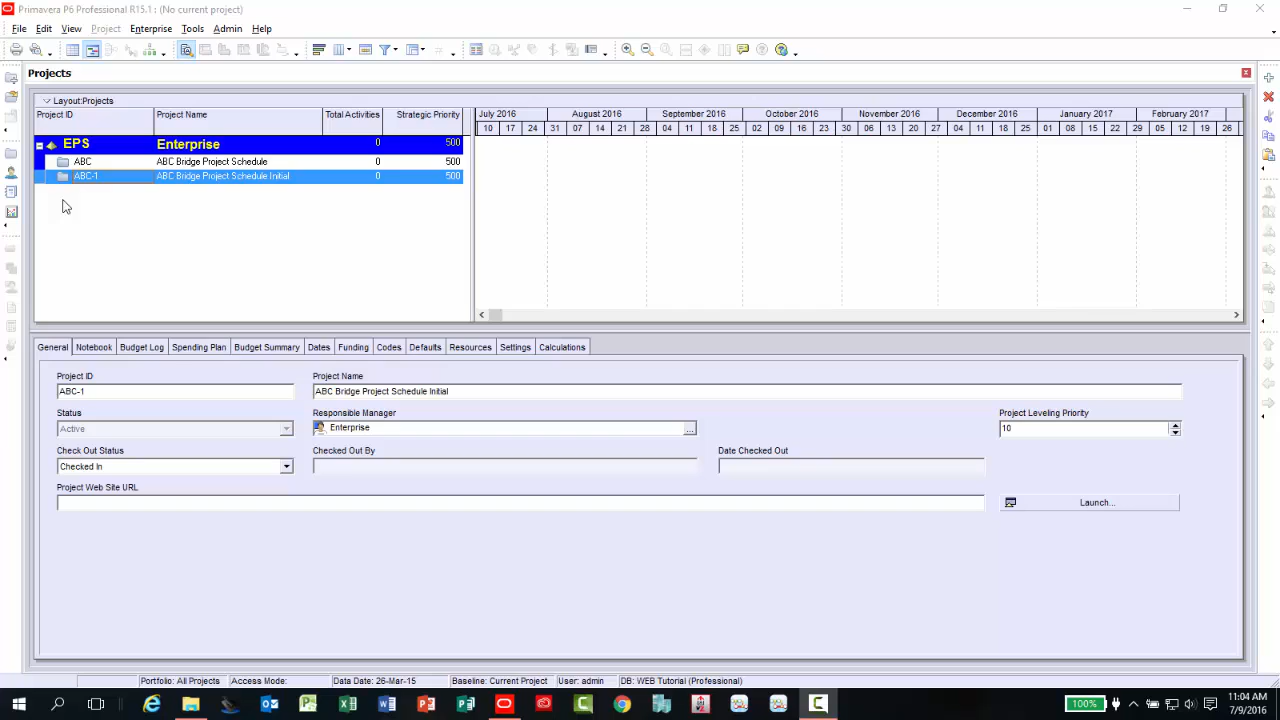 Primavera P6 Professional R15.1 : (No current project)
File Edit View Project Enterprise Tools Admin Help
Projects
Layout:Projects
Project ID Project Name Total Activities Strategic Priority
July 2016 August 2016 September 2016 October 2016 November 2016 December 2016 January 2017 February 2017
10 17 24 31 07 14 21 28 04 11 18 25 02 09 16 23 30 06 13 20 27 04 11 18 25 01 08 15 22 29 05 12 19 26
EPS Enterprise 0 500
ABC ABC Bridge Project Schedule 0 500
ABC-1 ABC Bridge Project Schedule Initial 0 500
General Notebook Budget Log Spending Plan Budget Summary Dates Funding Codes Defaults Resources Settings Calculations
Project ID Project Name
ABC-1 ABC Bridge Project Schedule Initial
Status Responsible Manager Project Leveling Priority
Active Enterprise ... 10
Check Out Status Checked Out By Date Checked Out
Checked In
Project Web Site URL
Launch...
Portfolio: All Projects Access Mode: Data Date: 26-Mar-15 Baseline: Current Project User: admin DB: WEB Tutorial (Professional)
100% 11:04 AM
7/9/2016